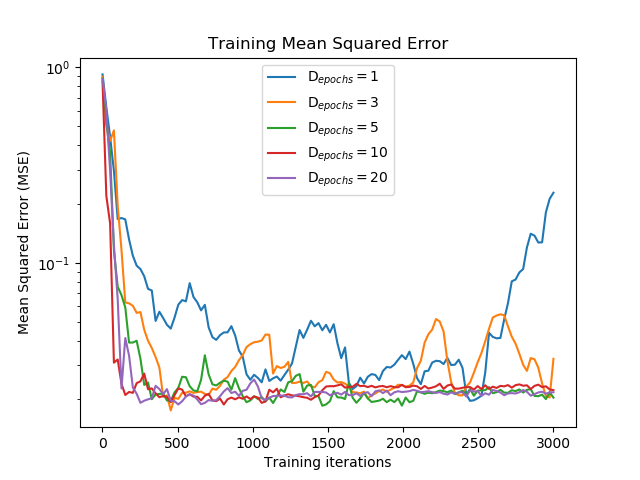 Training Mean Squared Error
Mean Squared Error (MSE)
10⁰
10⁻¹
D_epochs = 1
D_epochs = 3
D_epochs = 5
D_epochs = 10
D_epochs = 20
0 500 1000 1500 2000 2500 3000
Training iterations